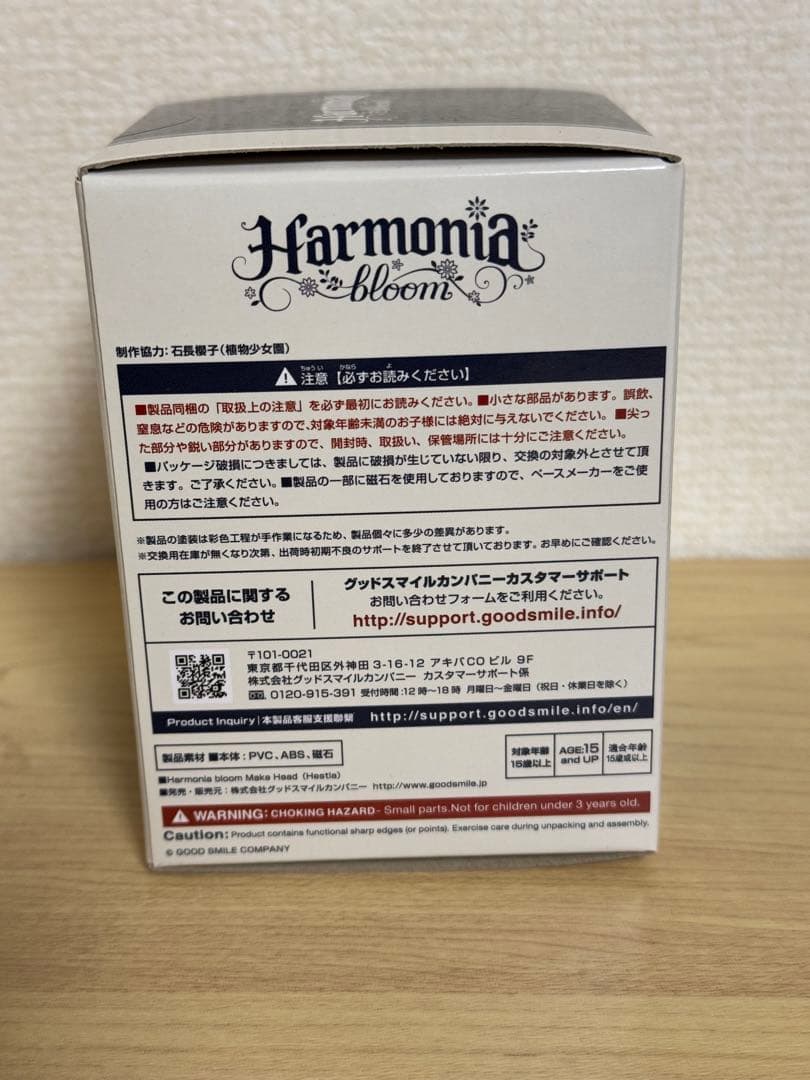 Harmonia
bloom
制作協力:石長櫻子(植物少女園)
⚠注意【必ずお読みください】
■製品同梱の「取扱上の注意」を必ず最初にお読みください。■小さな部品があります。誤飲、
窒息などの危険がありますので、対象年齢未満のお子様には絶対に与えないでください。■尖っ
た部分や鋭い部分がありますので、開封時、取扱い、保管場所には十分にご注意ください。
■パッケージ破損につきましては、製品に破損が生じていない限り、交換の対象外とさせて頂
きます。ご了承ください。■製品の一部に磁石を使用しておりますので、ペースメーカーをご使
用の方はご注意ください。
※製品の塗装は彩色工程が手作業になるため、製品個々に多少の差異があります。
※交換用在庫が無くなり次第、出荷時初期不良のサポートを終了させて頂いております。お早めにご確認ください。
この製品に関する
お問い合わせ
グッドスマイルカンパニーカスタマーサポート
お問い合わせフォームをご利用ください。
http://support.goodsmile.info/
〒101-0021
東京都千代田区外神田 3-16-12 アキバCO ビル 9F
株式会社グッドスマイルカンパニー カスタマーサポート係
0120-915-391 受付時間:12時〜18時 月曜日〜金曜日(祝日・休業日を除く)
Product Inquiry|本製品客服支援聯繫 http://support.goodsmile.info/en/
製品素材 ■本体:PVC、ABS、磁石
対象年齢
15歳以上
AGE:15
and UP
適合年齢
15歳或以上
■Harmonia bloom Make Head (Hestia)
■発売・販売元:株式会社グッドスマイルカンパニー http://www.goodsmile.jp
⚠WARNING: CHOKING HAZARD- Small parts.Not for children under 3 years old.
Caution: Product contains functional sharp edges (or points). Exercise care during unpacking and assembly.
© GOOD SMILE COMPANY